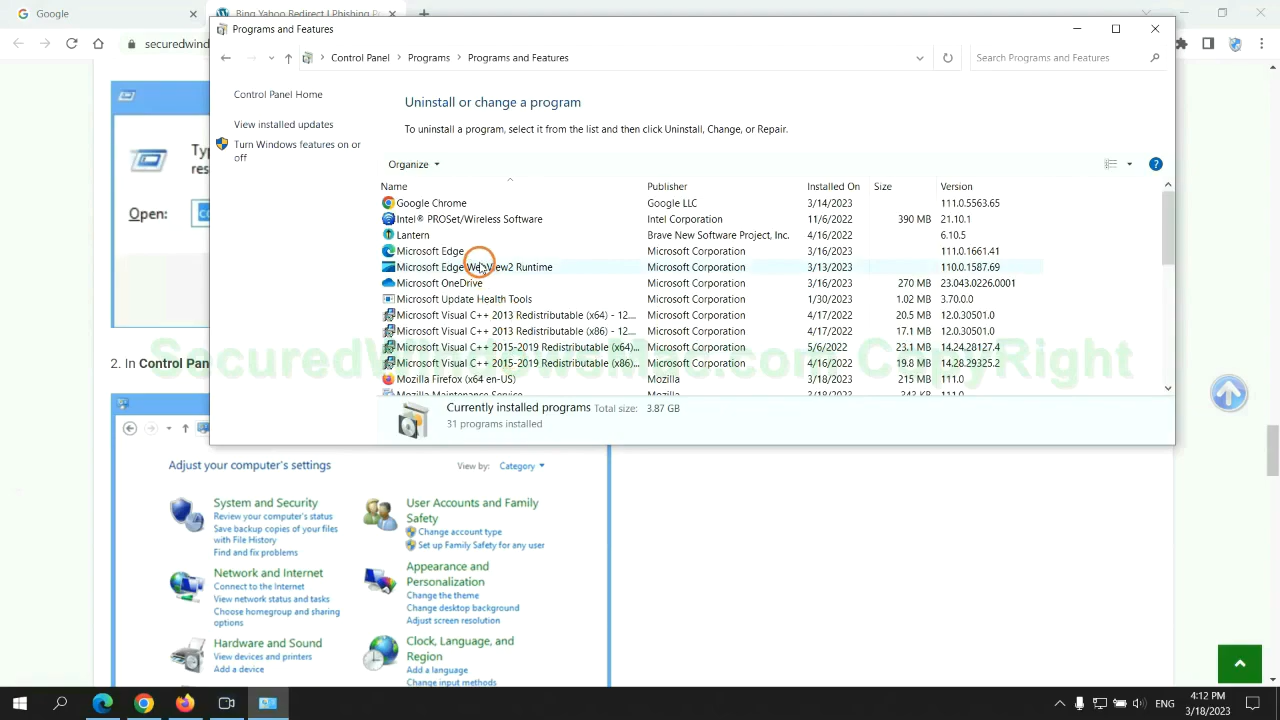 Google
Bing Yahoo Redirect | Phishing
securedwind
Programs and Features
Control Panel
Programs
Programs and Features
Search Programs and Features
Control Panel Home
View installed updates
Turn Windows features on or
off
Uninstall or change a program
To uninstall a program, select it from the list and then click Uninstall, Change, or Repair.
Organize
Name Publisher Installed On Size Version
Google Chrome Google LLC 3/14/2023 111.0.5563.65
Intel® PROSet/Wireless Software Intel Corporation 11/6/2022 390 MB 21.10.1
Lantern Brave New Software Project, Inc. 4/16/2022 6.10.5
Microsoft Edge Microsoft Corporation 3/16/2023 111.0.1661.41
Microsoft Edge WebView2 Runtime Microsoft Corporation 3/13/2023 110.0.1587.69
Microsoft OneDrive Microsoft Corporation 3/16/2023 270 MB 23.043.0226.0001
Microsoft Update Health Tools Microsoft Corporation 1/30/2023 1.02 MB 3.70.0.0
Microsoft Visual C++ 2013 Redistributable (x64) - 12.... Microsoft Corporation 4/17/2022 20.5 MB 12.0.30501.0
Microsoft Visual C++ 2013 Redistributable (x86) - 12.... Microsoft Corporation 4/17/2022 17.1 MB 12.0.30501.0
Microsoft Visual C++ 2015-2019 Redistributable (x64)... Microsoft Corporation 5/6/2022 23.1 MB 14.24.28127.4
Microsoft Visual C++ 2015-2019 Redistributable (x86)... Microsoft Corporation 4/16/2022 19.8 MB 14.28.29325.2
Mozilla Firefox (x64 en-US) Mozilla 3/18/2023 215 MB 111.0
Mozilla Maintenance Service Mozilla 3/18/2023 343 KB 111.0
Currently installed programs Total size: 3.87 GB
31 programs installed
Open:
2. In Control Pan
Adjust your computer's settings
View by: Category
System and Security
Review your computer's status
Save backup copies of your files
with File History
Find and fix problems
Network and Internet
Connect to the Internet
View network status and tasks
Choose homegroup and sharing
options
Hardware and Sound
View devices and printers
Add a device
User Accounts and Family
Safety
Change account type
Set up Family Safety for any user
Appearance and
Personalization
Change the theme
Change desktop background
Adjust screen resolution
Clock, Language, and
Region
Add a language
Change input methods
ENG
4:12 PM
3/18/2023